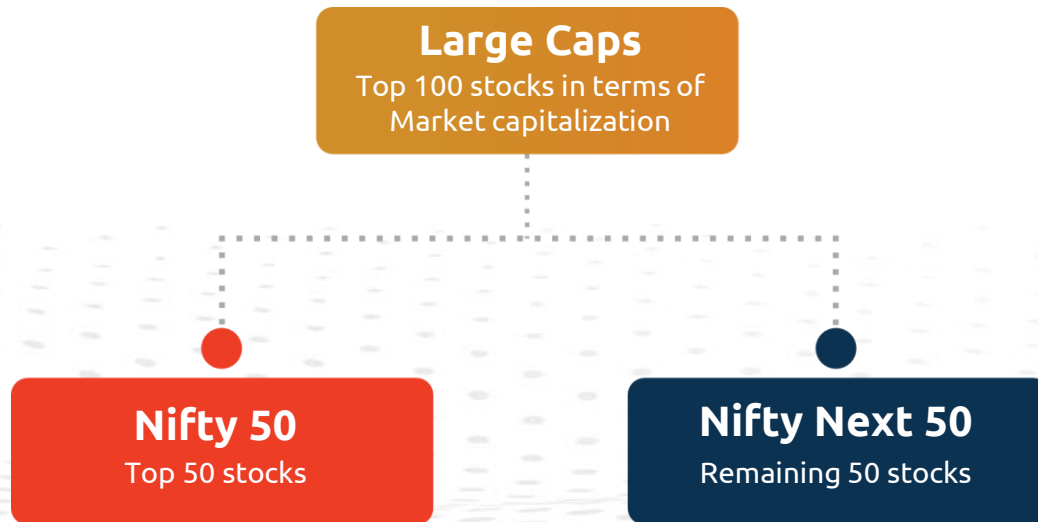 Large Caps
Top 100 stocks in terms of
Market capitalization
Nifty 50
Top 50 stocks
Nifty Next 50
Remaining 50 stocks